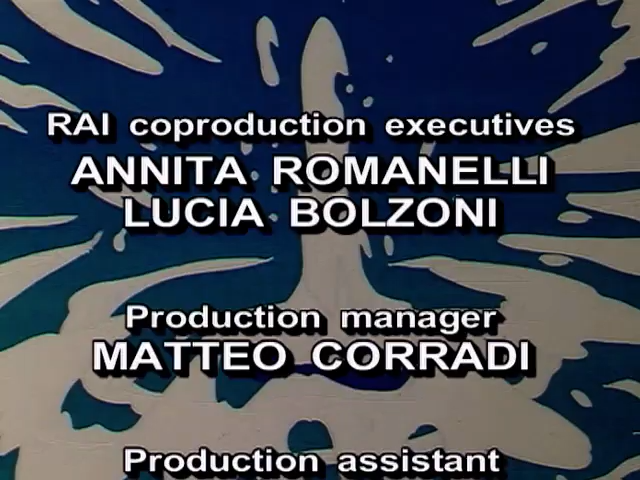 RAI coproduction executives
ANNITA ROMANELLI
LUCIA BOLZONI
Production manager
MATTEO CORRADI
Production assistant